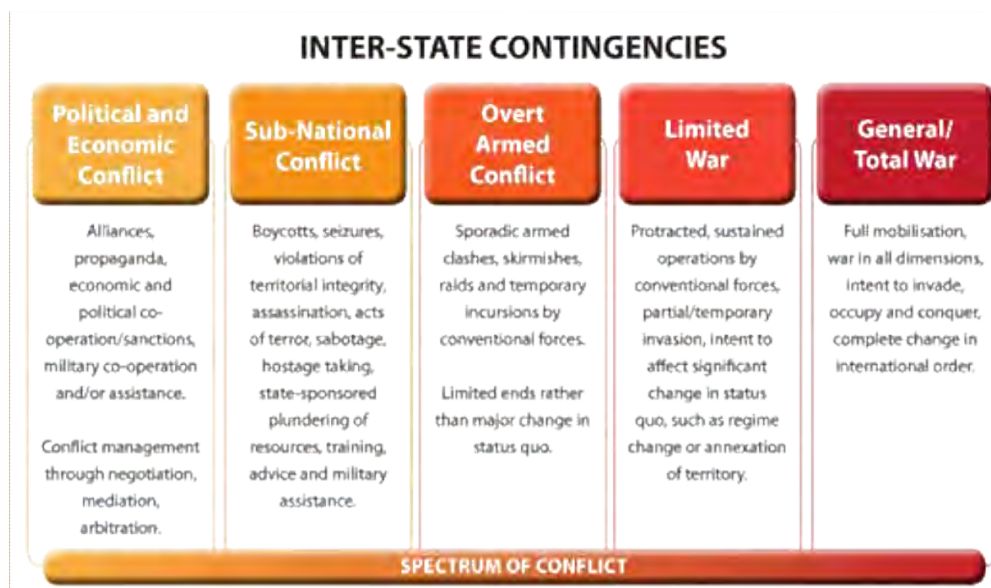 INTER-STATE CONTINGENCIES
Political and
Economic
Conflict
Alliances,
propaganda,
economic and
political co-
operation/sanctions,
military co-operation
and/or assistance.
Conflict management
through negotiation,
mediation,
arbitration.
Sub-National
Conflict
Boycotts, seizures,
violations of
territorial integrity,
assassination, acts
of terror, sabotage,
hostage taking,
state-sponsored
plundering of
resources, training,
advice and military
assistance.
Overt
Armed
Conflict
Sporadic armed
clashes, skirmishes,
raids and temporary
incursions by
conventional forces.
Limited ends rather
than major change in
status quo.
Limited
War
Protracted, sustained
operations by
conventional forces,
partial/temporary
invasion, intent to
affect significant
change in status
quo, such as regime
change or annexation
of territory.
General/
Total War
Full mobilisation,
war in all dimensions,
intent to invade,
occupy and conquer,
complete change in
international order.
SPECTRUM OF CONFLICT